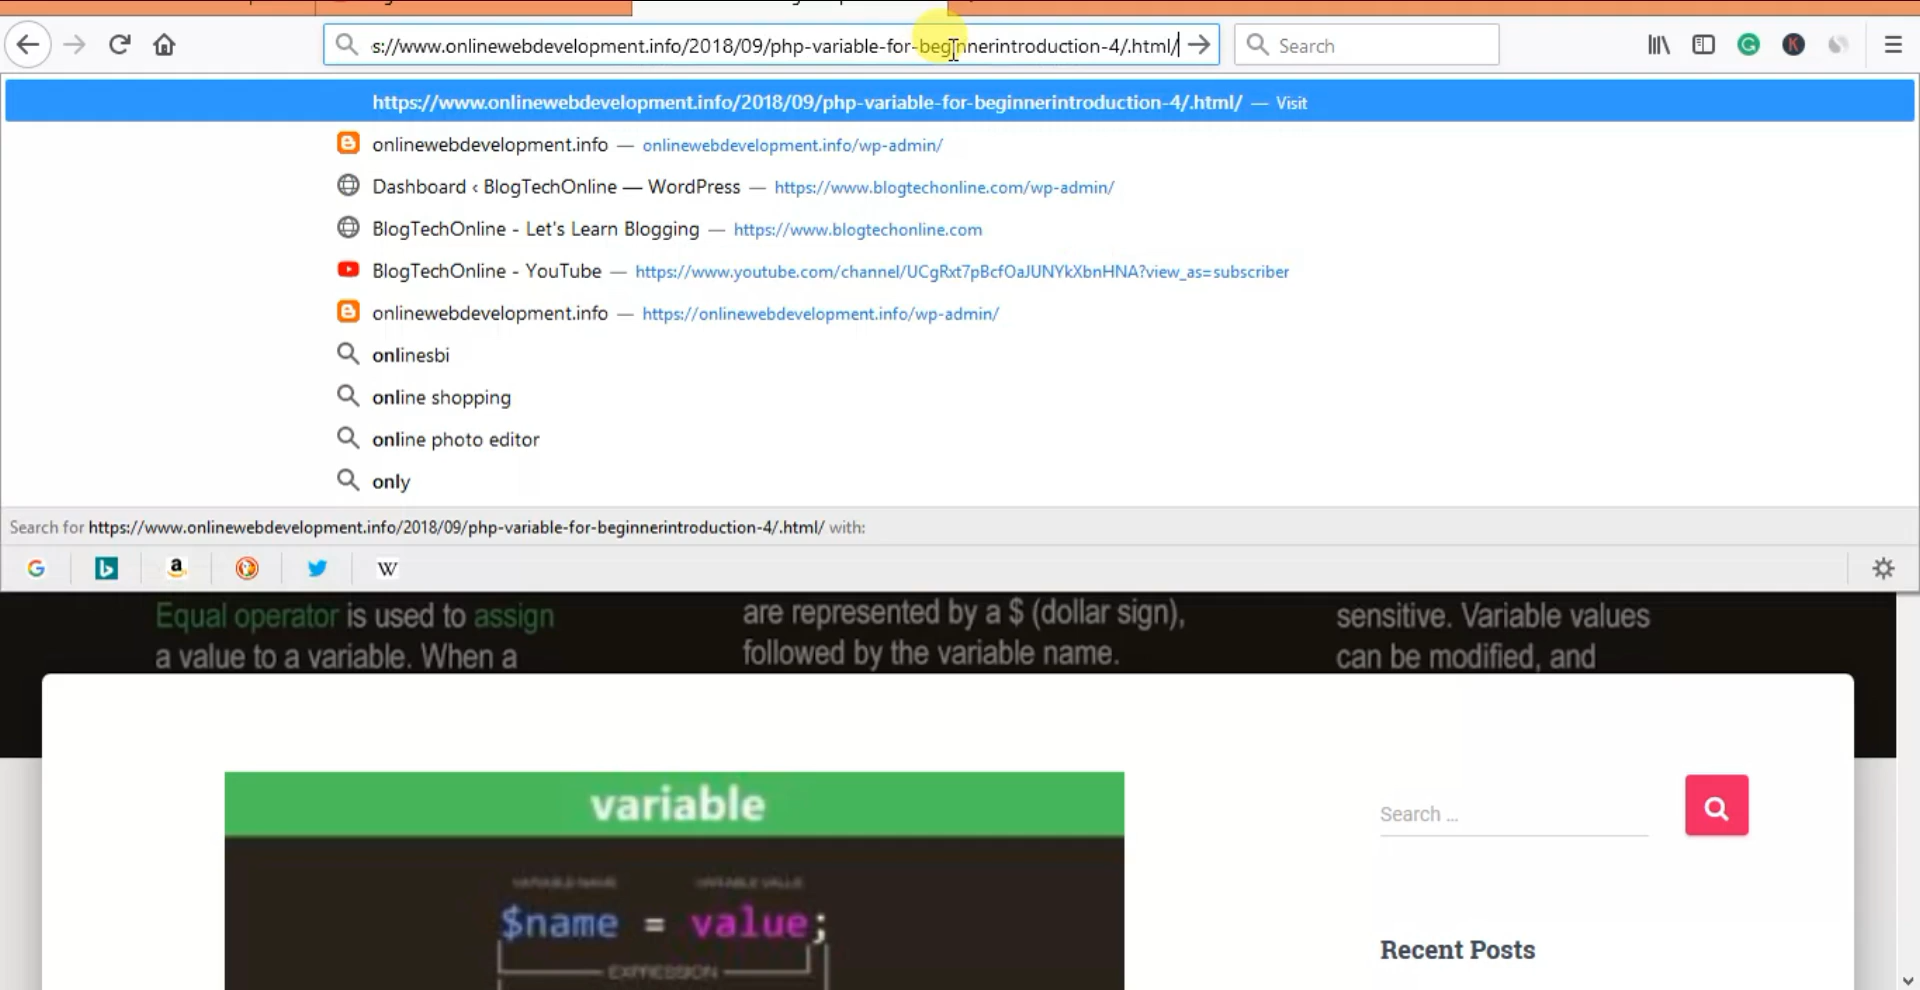 s://www.onlinewebdevelopment.info/2018/09/php-variable-for-beginnerintroduction-4/.html/
Search
https://www.onlinewebdevelopment.info/2018/09/php-variable-for-beginnerintroduction-4/.html/ — Visit
onlinewebdevelopment.info — onlinewebdevelopment.info/wp-admin/
Dashboard ‹ BlogTechOnline — WordPress — https://www.blogtechonline.com/wp-admin/
BlogTechOnline - Let's Learn Blogging — https://www.blogtechonline.com
BlogTechOnline - YouTube — https://www.youtube.com/channel/UCgRxt7pBcfOaJUNYkXbnHNA?view_as=subscriber
onlinewebdevelopment.info — https://onlinewebdevelopment.info/wp-admin/
onlinesbi
online shopping
online photo editor
only
Search for https://www.onlinewebdevelopment.info/2018/09/php-variable-for-beginnerintroduction-4/.html/ with:
Equal operator is used to assign
a value to a variable. When a
are represented by a $ (dollar sign),
followed by the variable name.
sensitive. Variable values
can be modified, and
variable
VARIABLE NAME VARIABLE VALUE
$name = value;
EXPRESSION
Search ...
Recent Posts